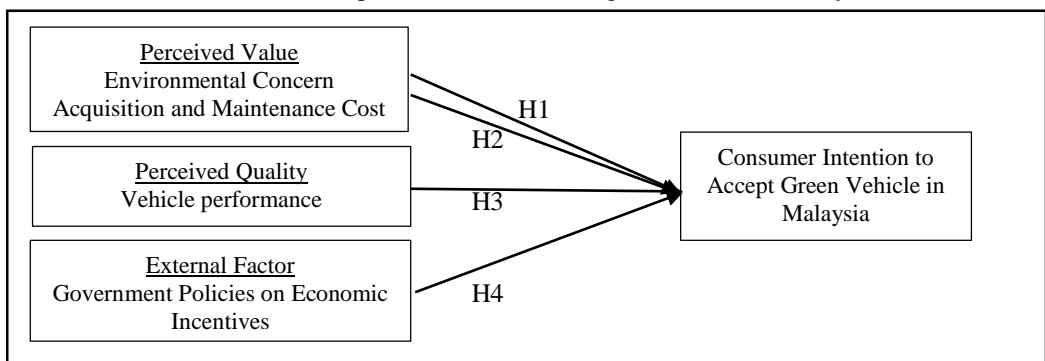 Perceived Value
Environmental Concern
Acquisition and Maintenance Cost
H1
H2
Perceived Quality
Vehicle performance
H3
External Factor
Government Policies on Economic
Incentives
H4
Consumer Intention to
Accept Green Vehicle in
Malaysia